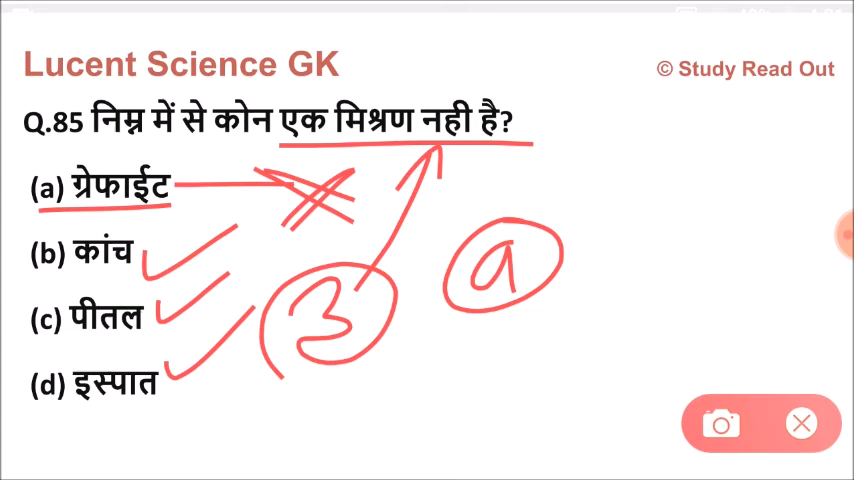 Lucent Science GK
© Study Read Out
Q.85 निम्न में से कोन एक मिश्रण नही है?
(a) ग्रेफाईट
(b) कांच
(c) पीतल
(d) इस्पात
3
a